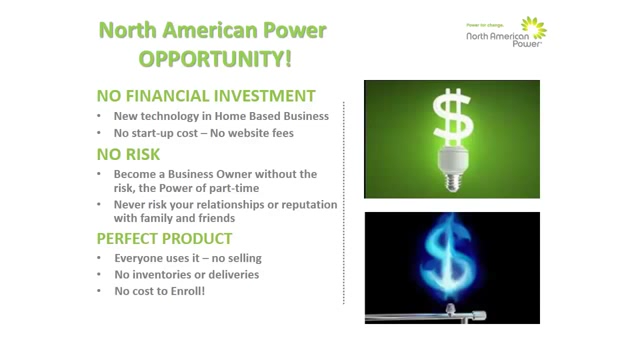 North American Power
OPPORTUNITY!
Power for change.
North American
Power
NO FINANCIAL INVESTMENT
• New technology in Home Based Business
• No start-up cost – No website fees
NO RISK
• Become a Business Owner without the
risk, the Power of part-time
• Never risk your relationships or reputation
with family and friends
PERFECT PRODUCT
• Everyone uses it – no selling
• No inventories or deliveries
• No cost to Enroll!
$
$